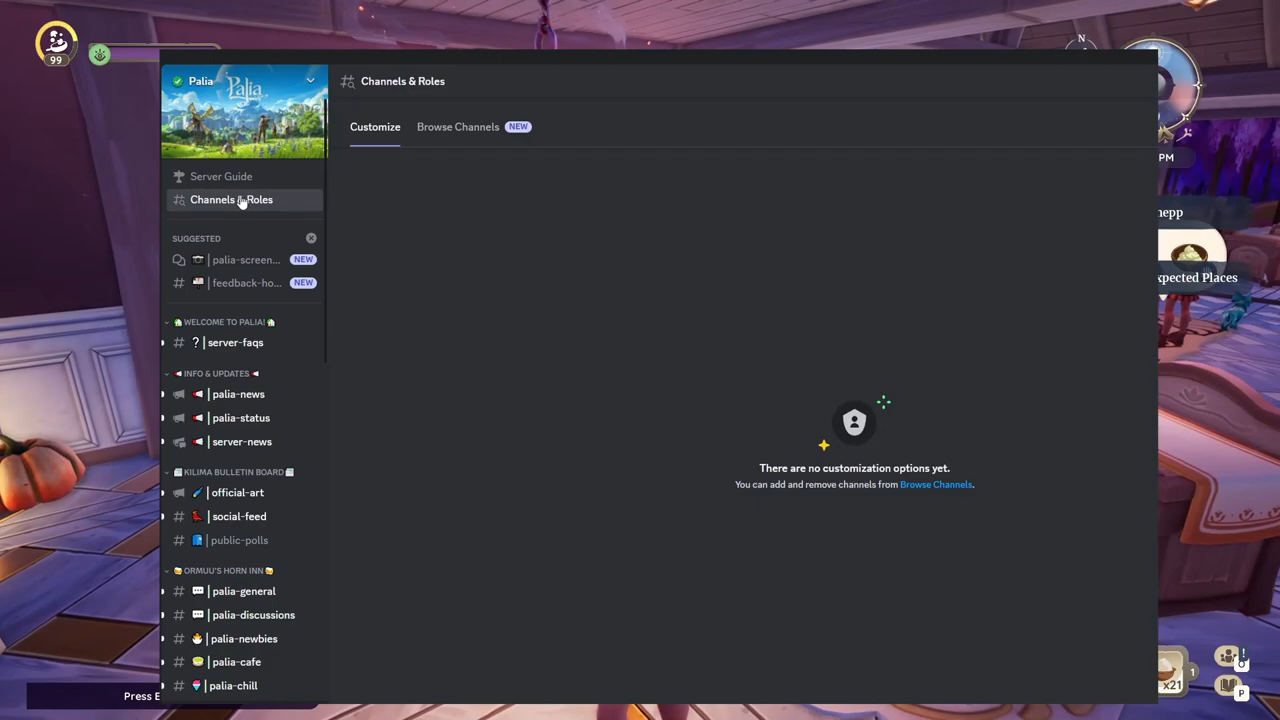 99
N
Palia
Palia
Channels & Roles
Customize
Browse Channels NEW
PM
Server Guide
Channels & Roles
nepp
SUGGESTED
palia-screen... NEW
feedback-ho... NEW
xpected Places
WELCOME TO PALIA!
? | server-faqs
INFO & UPDATES
palia-news
palia-status
server-news
There are no customization options yet.
You can add and remove channels from Browse Channels.
KILIMA BULLETIN BOARD
official-art
social-feed
public-polls
ORMUU'S HORN INN
palia-general
palia-discussions
palia-newbies
palia-cafe
palia-chill
Press E
x21
1
O
P